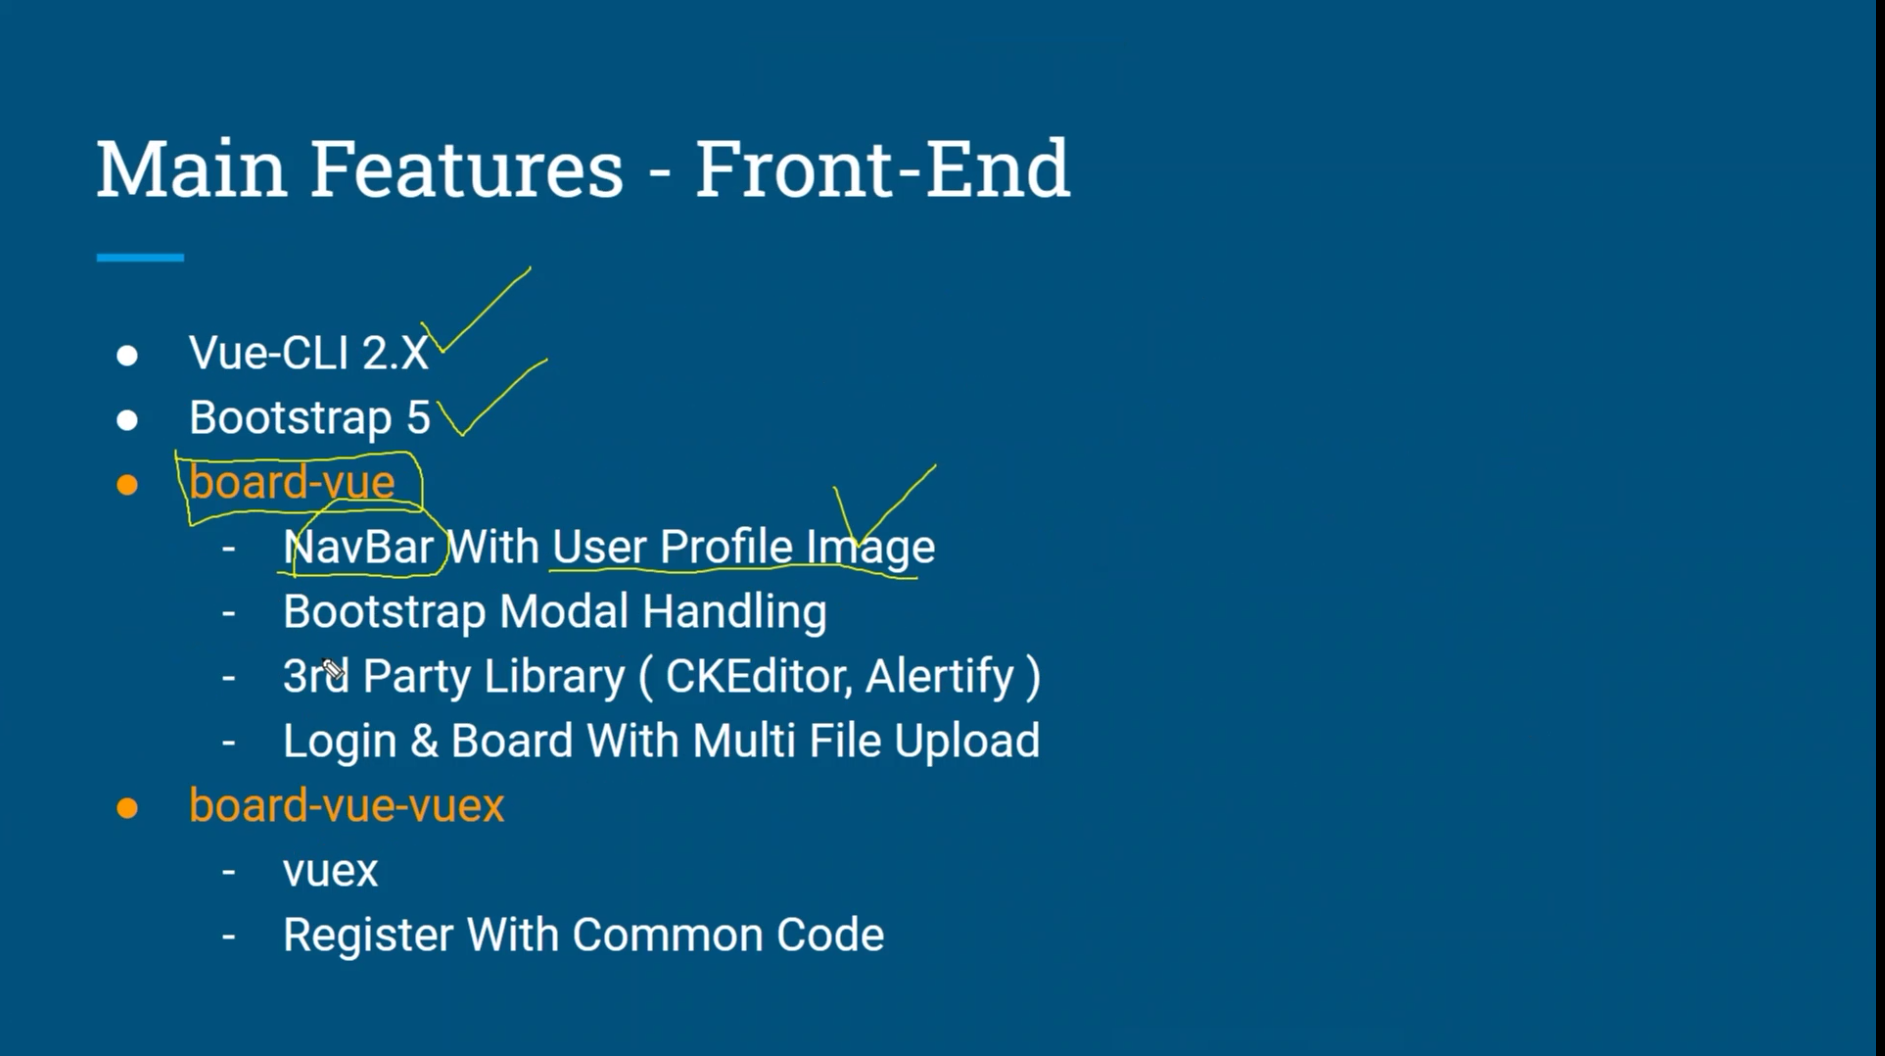 Main Features - Front-End
● Vue-CLI 2.X
● Bootstrap 5
● board-vue
- NavBar With User Profile Image
- Bootstrap Modal Handling
- 3rd Party Library ( CKEditor, Alertify )
- Login & Board With Multi File Upload
● board-vue-vuex
- vuex
- Register With Common Code